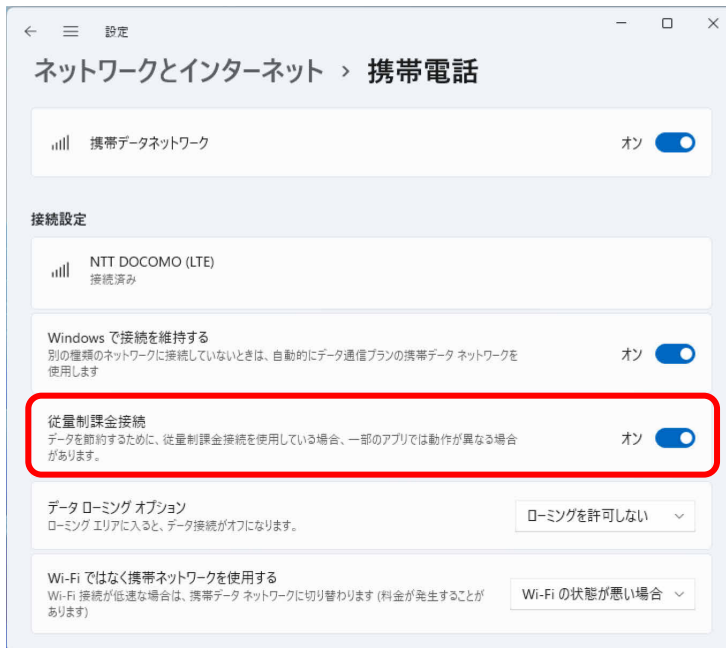 設定
ネットワークとインターネット › 携帯電話
携帯データネットワーク
オン
接続設定
NTT DOCOMO (LTE)
接続済み
Windows で接続を維持する
別の種類のネットワークに接続していないときは、自動的にデータ通信プランの携帯データ ネットワークを
使用します
オン
従量制課金接続
データを節約するために、従量制課金接続を使用している場合、一部のアプリでは動作が異なる場合
があります。
オン
データ ローミング オプション
ローミング エリアに入ると、データ接続がオフになります。
ローミングを許可しない
Wi-Fi ではなく携帯ネットワークを使用する
Wi-Fi 接続が低速な場合は、携帯データ ネットワークに切り替わります (料金が発生することが
あります)
Wi-Fi の状態が悪い場合